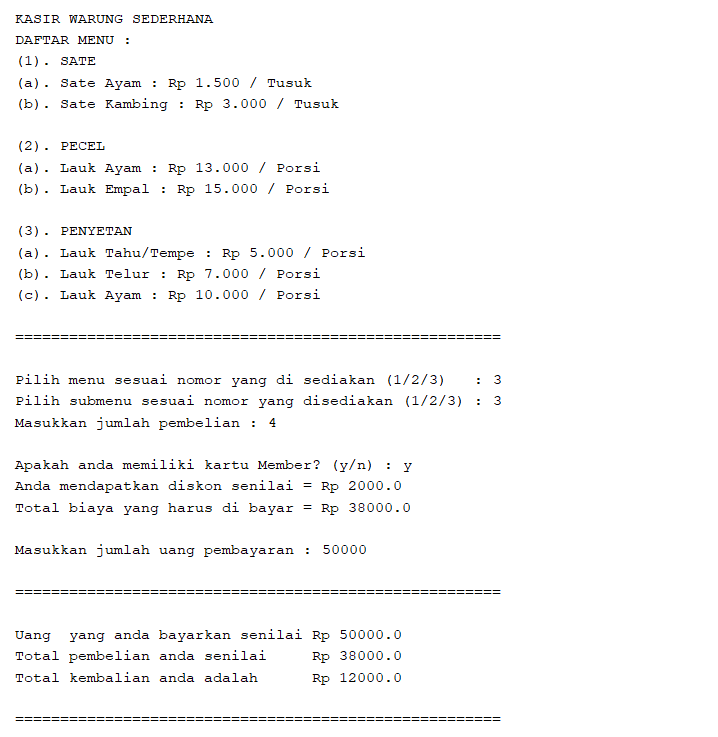 KASIR WARUNG SEDERHANA
DAFTAR MENU :
(1). SATE
(a). Sate Ayam : Rp 1.500 / Tusuk
(b). Sate Kambing : Rp 3.000 / Tusuk

(2). PECEL
(a). Lauk Ayam : Rp 13.000 / Porsi
(b). Lauk Empal : Rp 15.000 / Porsi

(3). PENYETAN
(a). Lauk Tahu/Tempe : Rp 5.000 / Porsi
(b). Lauk Telur : Rp 7.000 / Porsi
(c). Lauk Ayam : Rp 10.000 / Porsi

======================================================

Pilih menu sesuai nomor yang di sediakan (1/2/3)   : 3
Pilih submenu sesuai nomor yang disediakan (1/2/3) : 3
Masukkan jumlah pembelian : 4

Apakah anda memiliki kartu Member? (y/n) : y
Anda mendapatkan diskon senilai = Rp 2000.0
Total biaya yang harus di bayar = Rp 38000.0

Masukkan jumlah uang pembayaran : 50000

======================================================

Uang  yang anda bayarkan senilai Rp 50000.0
Total pembelian anda senilai     Rp 38000.0
Total kembalian anda adalah      Rp 12000.0

======================================================